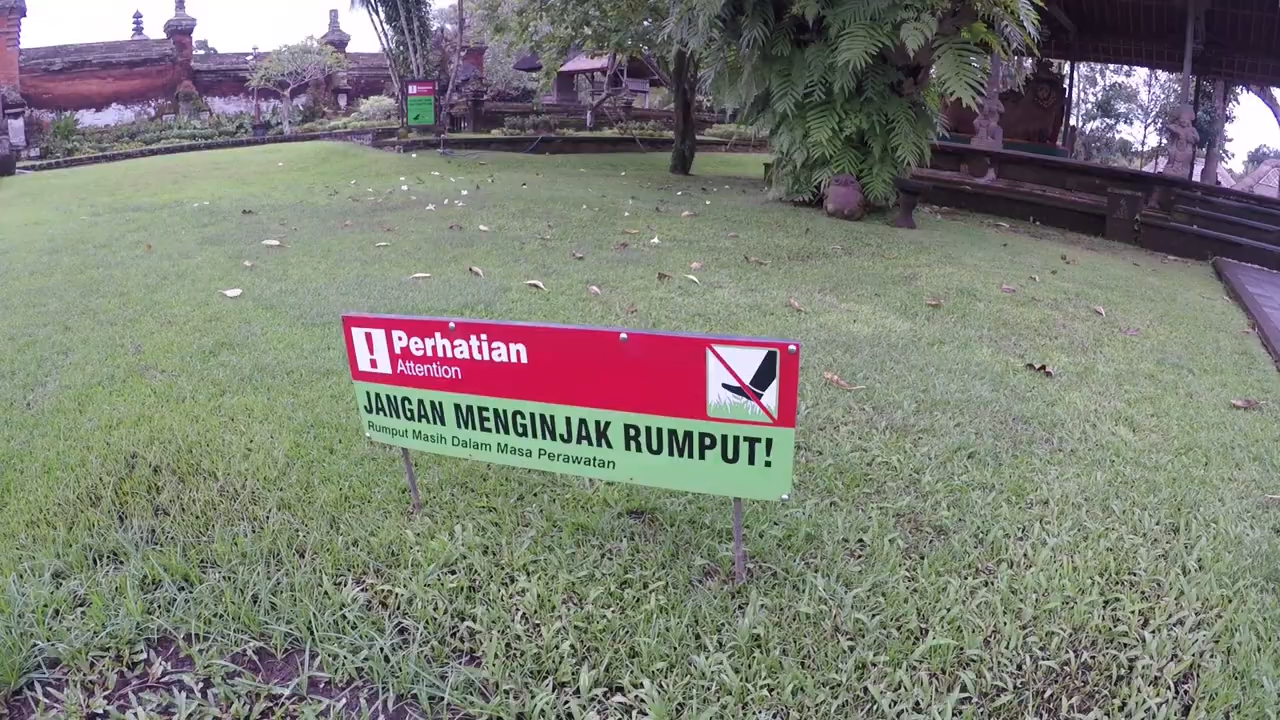 Perhatian
Attention
JANGAN MENGINJAK RUMPUT!
Rumput Masih Dalam Masa Perawatan